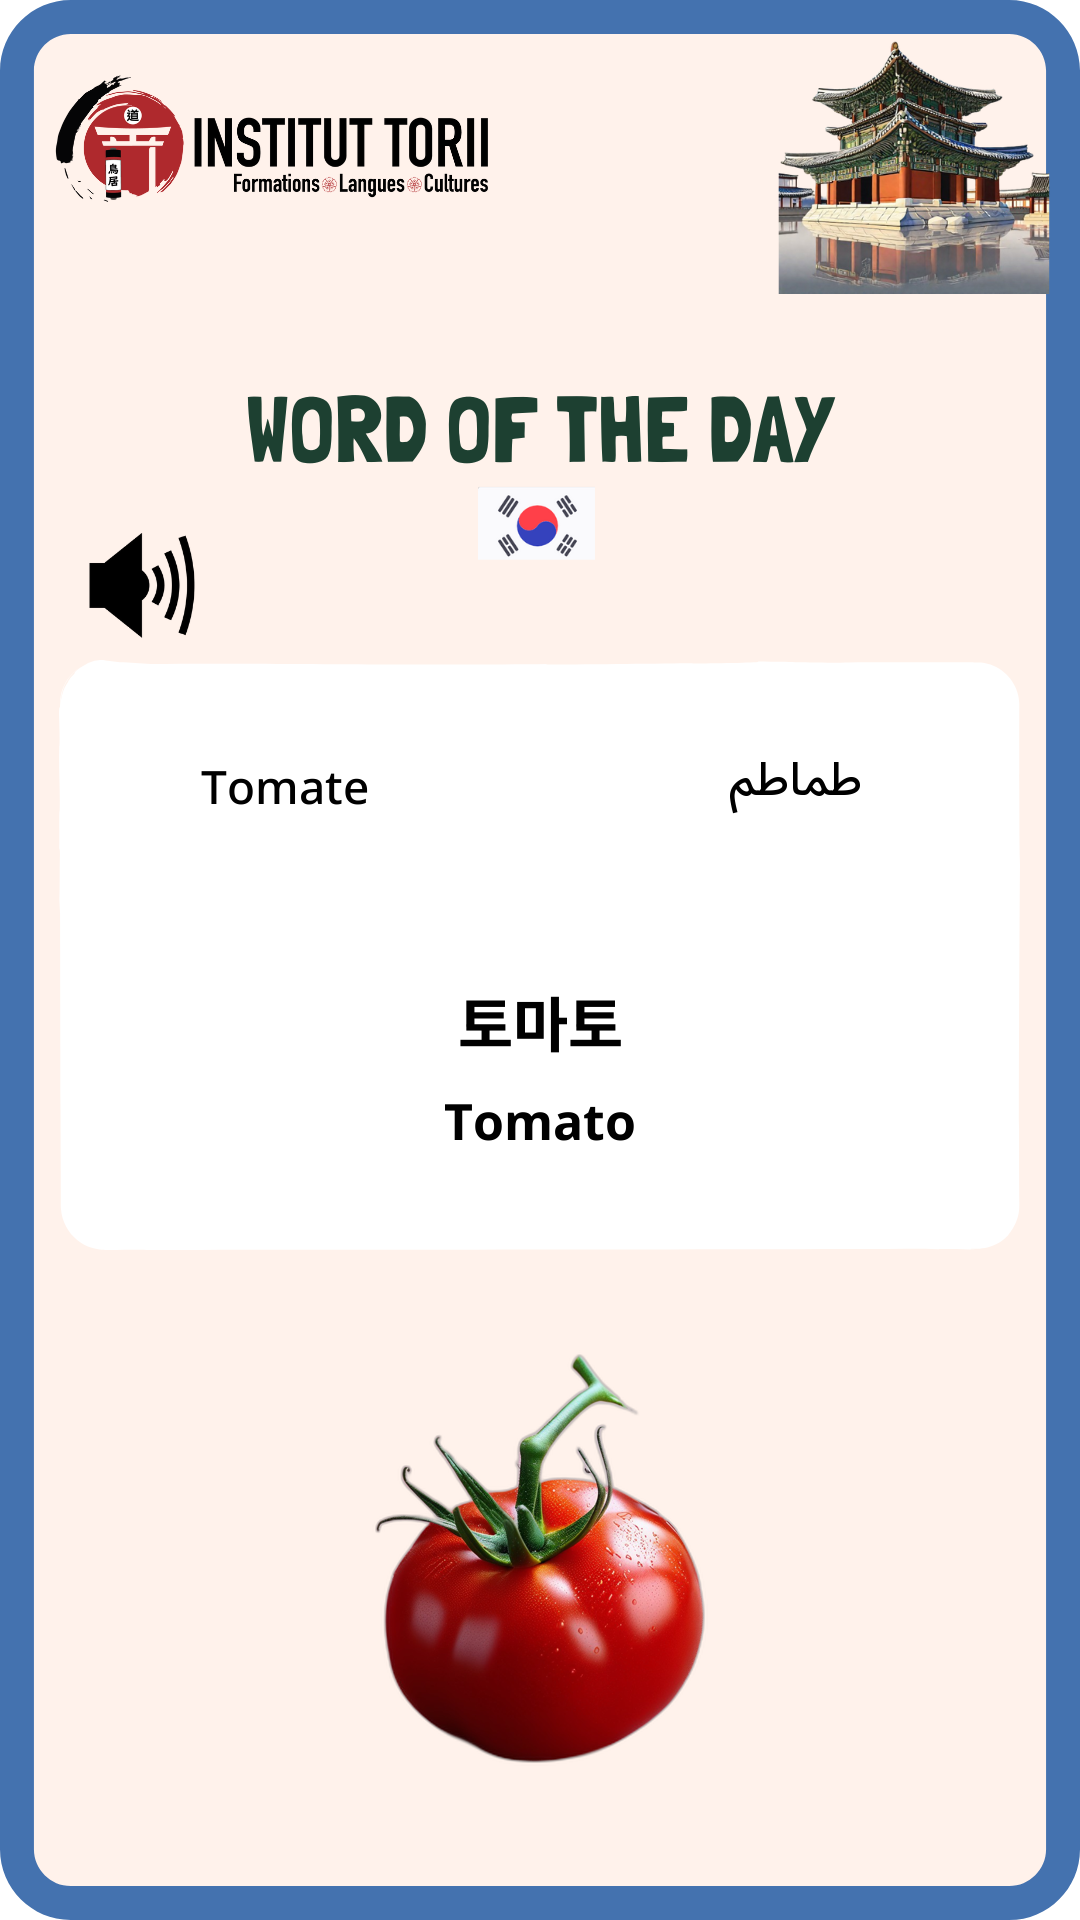 道
鳥居
INSTITUT TORII
Formations Langues Cultures
WORD OF THE DAY
Tomate
طماطم
토마토
Tomato